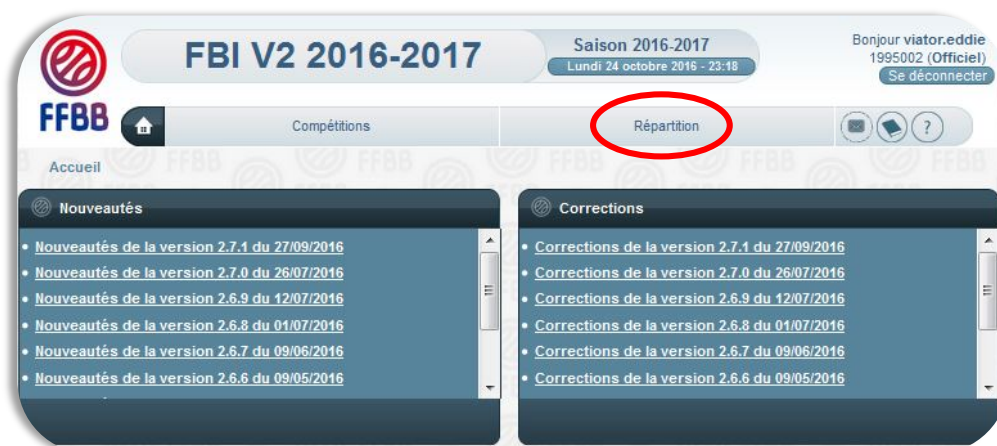 FFBB
FBI V2 2016-2017
Saison 2016-2017
Lundi 24 octobre 2016 - 23:18
Bonjour viator.eddie
1995002 (Officiel)
Se déconnecter
Compétitions
Répartition
?
Accueil
Nouveautés
Nouveautés de la version 2.7.1 du 27/09/2016
Nouveautés de la version 2.7.0 du 26/07/2016
Nouveautés de la version 2.6.9 du 12/07/2016
Nouveautés de la version 2.6.8 du 01/07/2016
Nouveautés de la version 2.6.7 du 09/06/2016
Nouveautés de la version 2.6.6 du 09/05/2016
Corrections
Corrections de la version 2.7.1 du 27/09/2016
Corrections de la version 2.7.0 du 26/07/2016
Corrections de la version 2.6.9 du 12/07/2016
Corrections de la version 2.6.8 du 01/07/2016
Corrections de la version 2.6.7 du 09/06/2016
Corrections de la version 2.6.6 du 09/05/2016